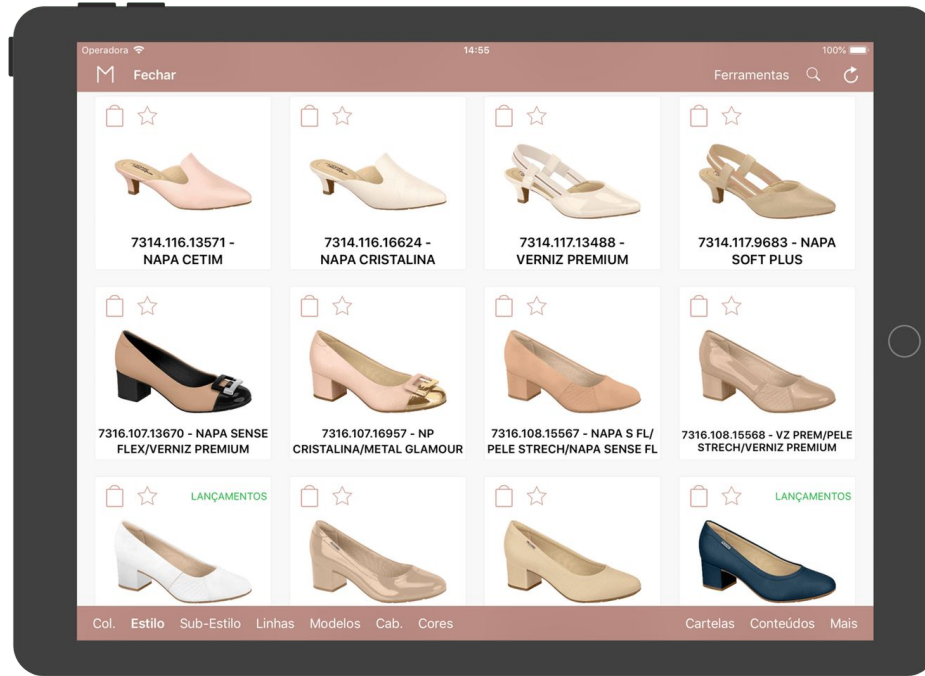 Operadora
14:55
100%
M Fechar
Ferramentas
7314.116.13571 -
NAPA CETIM
7314.116.16624 -
NAPA CRISTALINA
7314.117.13488 -
VERNIZ PREMIUM
7314.117.9683 - NAPA
SOFT PLUS
7316.107.13670 - NAPA SENSE
FLEX/VERNIZ PREMIUM
7316.107.16957 - NP
CRISTALINA/METAL GLAMOUR
7316.108.15567 - NAPA S FL/
PELE STRECH/NAPA SENSE FL
7316.108.15568 - VZ PREM/PELE
STRECH/VERNIZ PREMIUM
LANÇAMENTOS
LANÇAMENTOS
Col. Estilo Sub-Estilo Linhas Modelos Cab. Cores
Cartelas Conteúdos Mais